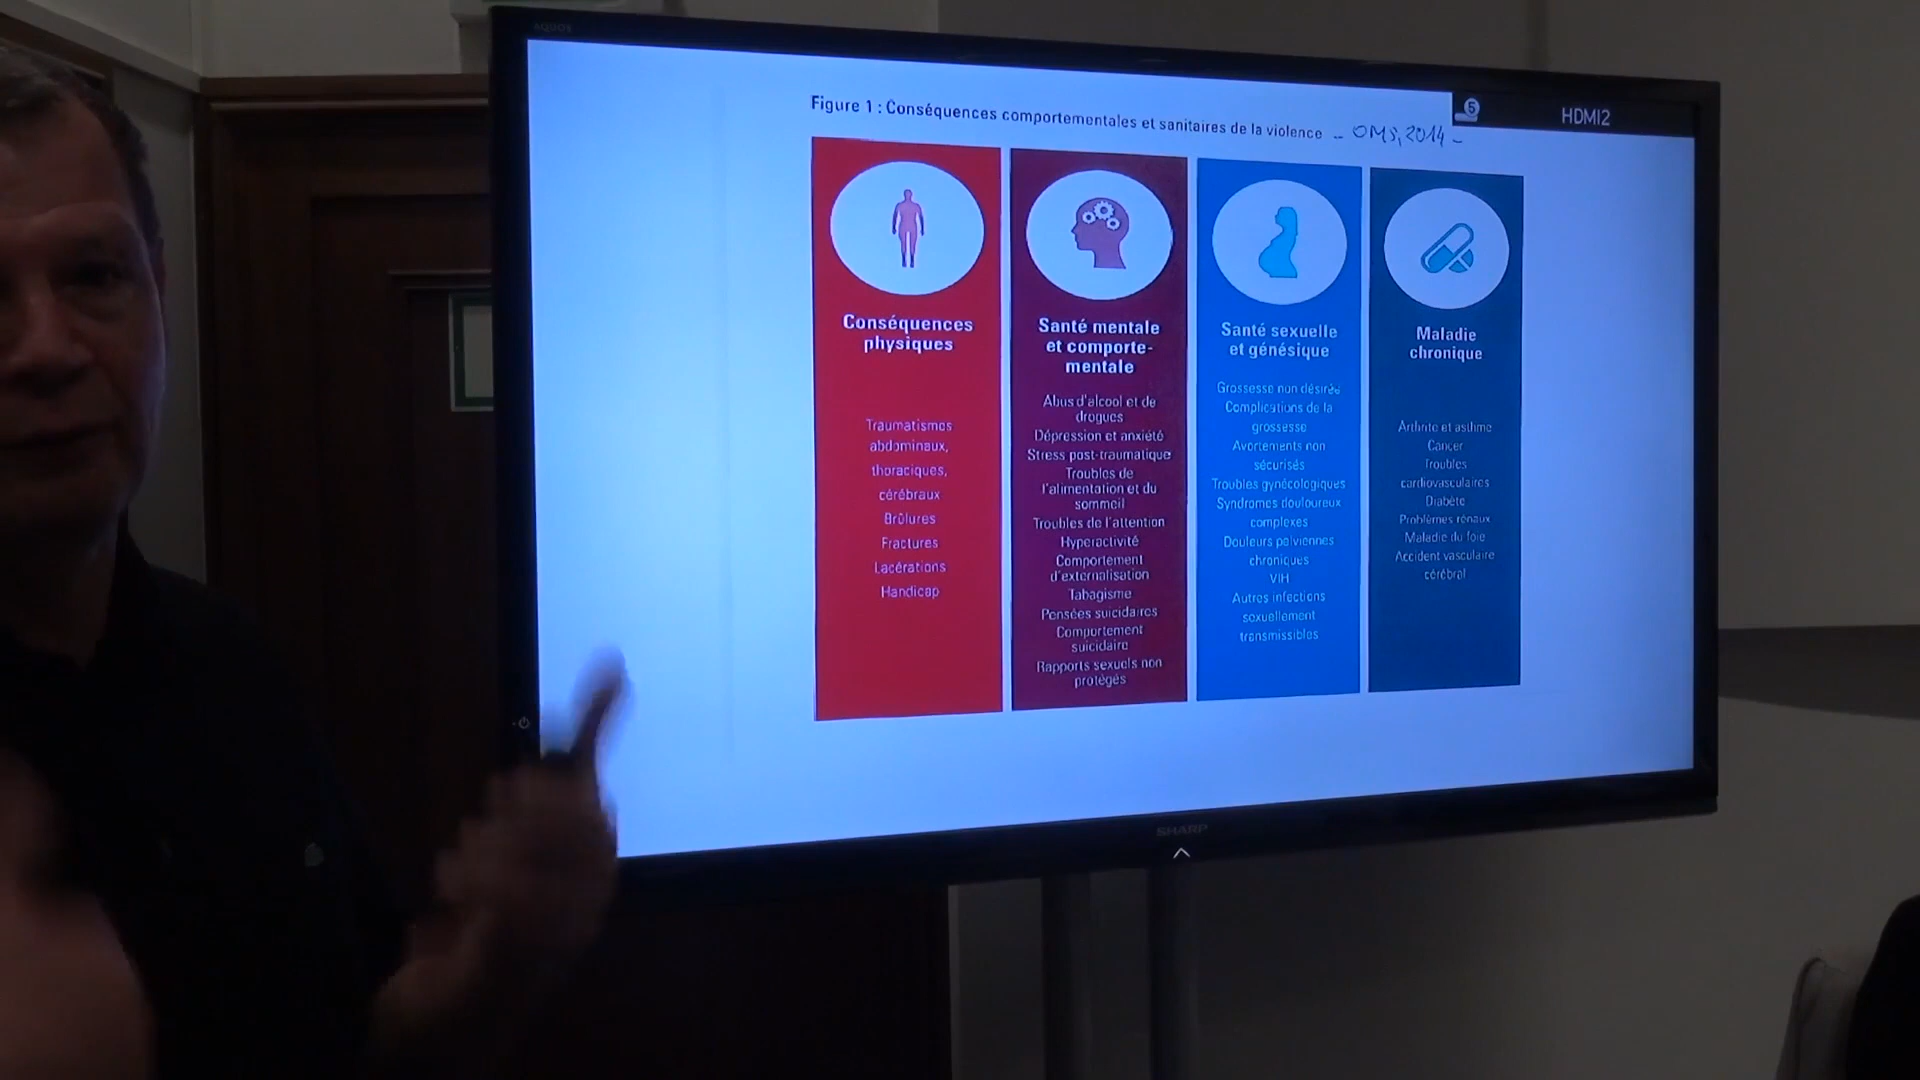 AQUOS
HDMI2
5
Figure 1 : Conséquences comportementales et sanitaires de la violence - OMS, 2014 -
Conséquences
physiques
Traumatismes
abdominaux,
thoraciques,
cérébraux
Brûlures
Fractures
Lacérations
Handicap
Santé mentale
et comporte-
mentale
Abus d'alcool et de
drogues
Dépression et anxiété
Stress post-traumatique
Troubles de
l'alimentation et du
sommeil
Troubles de l'attention
Hyperactivité
Comportement
d'externalisation
Tabagisme
Pensées suicidaires
Comportement
suicidaire
Rapports sexuels non
protégés
Santé sexuelle
et génésique
Grossesse non désirée
Complications de la
grossesse
Avortements non
sécurisés
Troubles gynécologiques
Syndromes douloureux
complexes
Douleurs pelviennes
chroniques
VIH
Autres infections
sexuellement
transmissibles
Maladie
chronique
Arthrite et asthme
Cancer
Troubles
cardiovasculaires
Diabète
Problèmes rénaux
Maladie du foie
Accident vasculaire
cérébral
SHARP